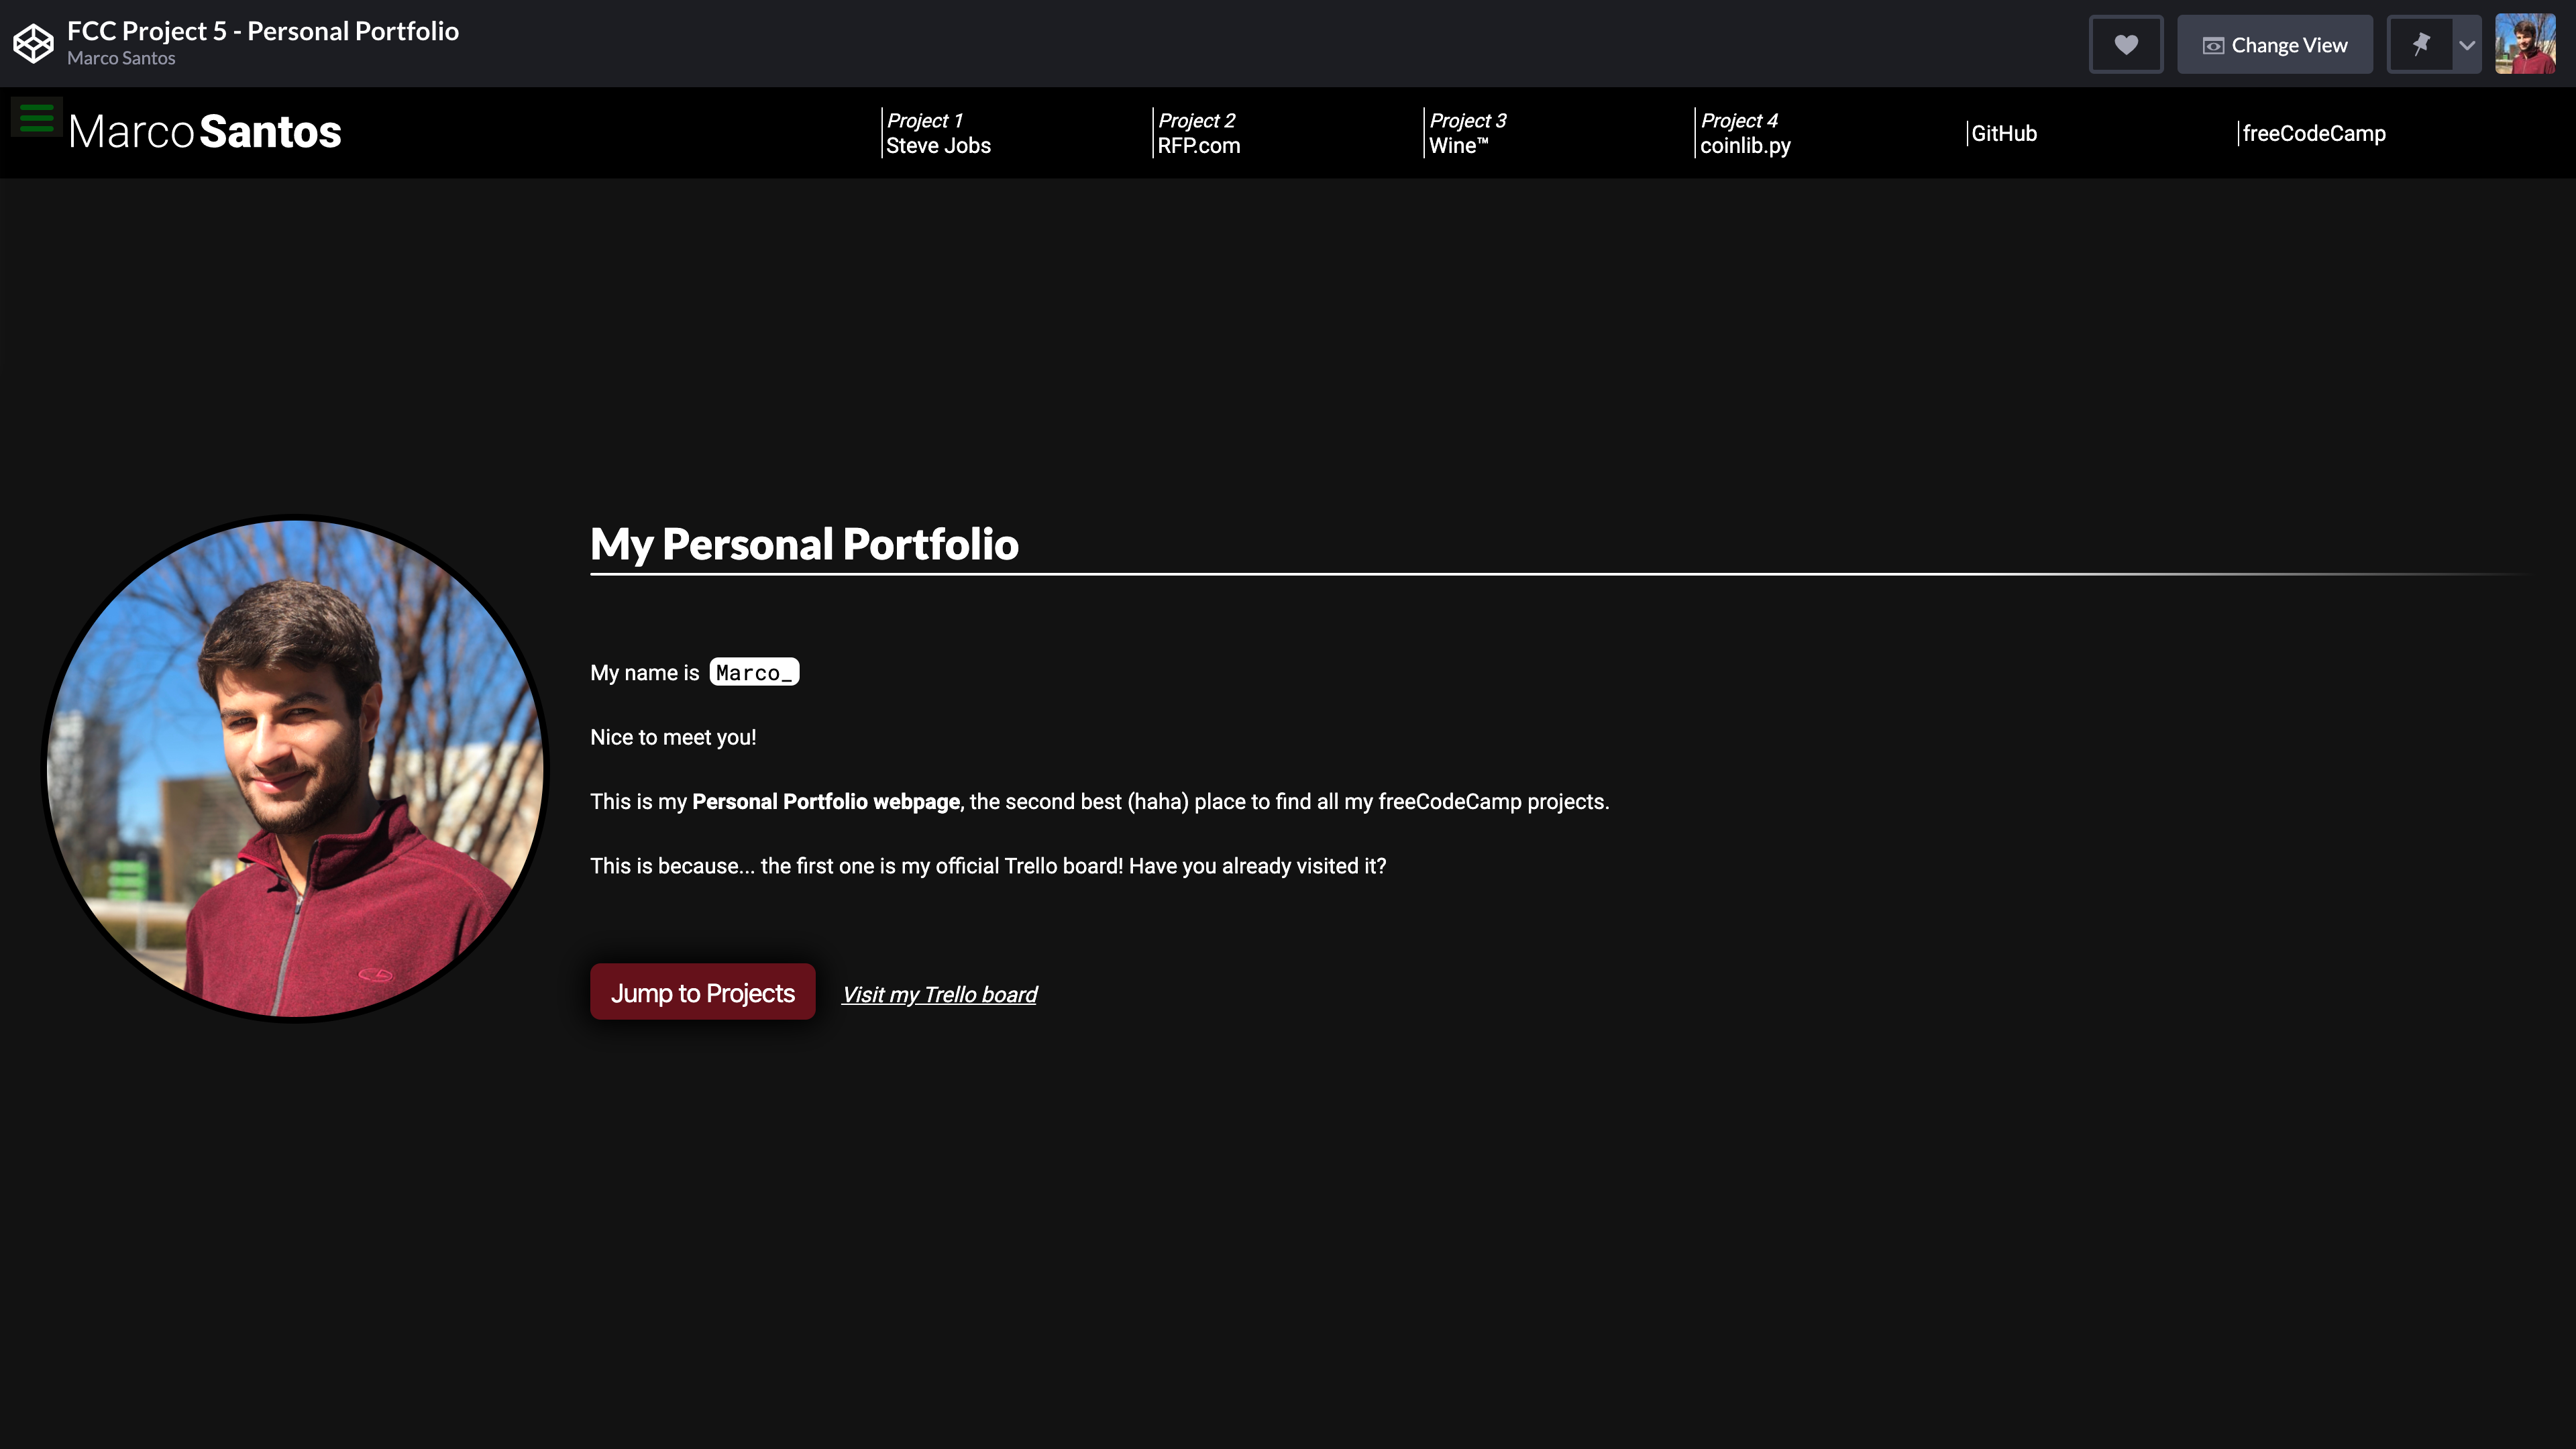 FCC Project 5 - Personal Portfolio
Marco Santos
Change View
Marco Santos
Project 1
Steve Jobs
Project 2
RFP.com
Project 3
Wine™
Project 4
coinlib.py
GitHub
freeCodeCamp
My Personal Portfolio
My name is Marco_
Nice to meet you!
This is my Personal Portfolio webpage, the second best (haha) place to find all my freeCodeCamp projects.
This is because... the first one is my official Trello board! Have you already visited it?
Jump to Projects
Visit my Trello board